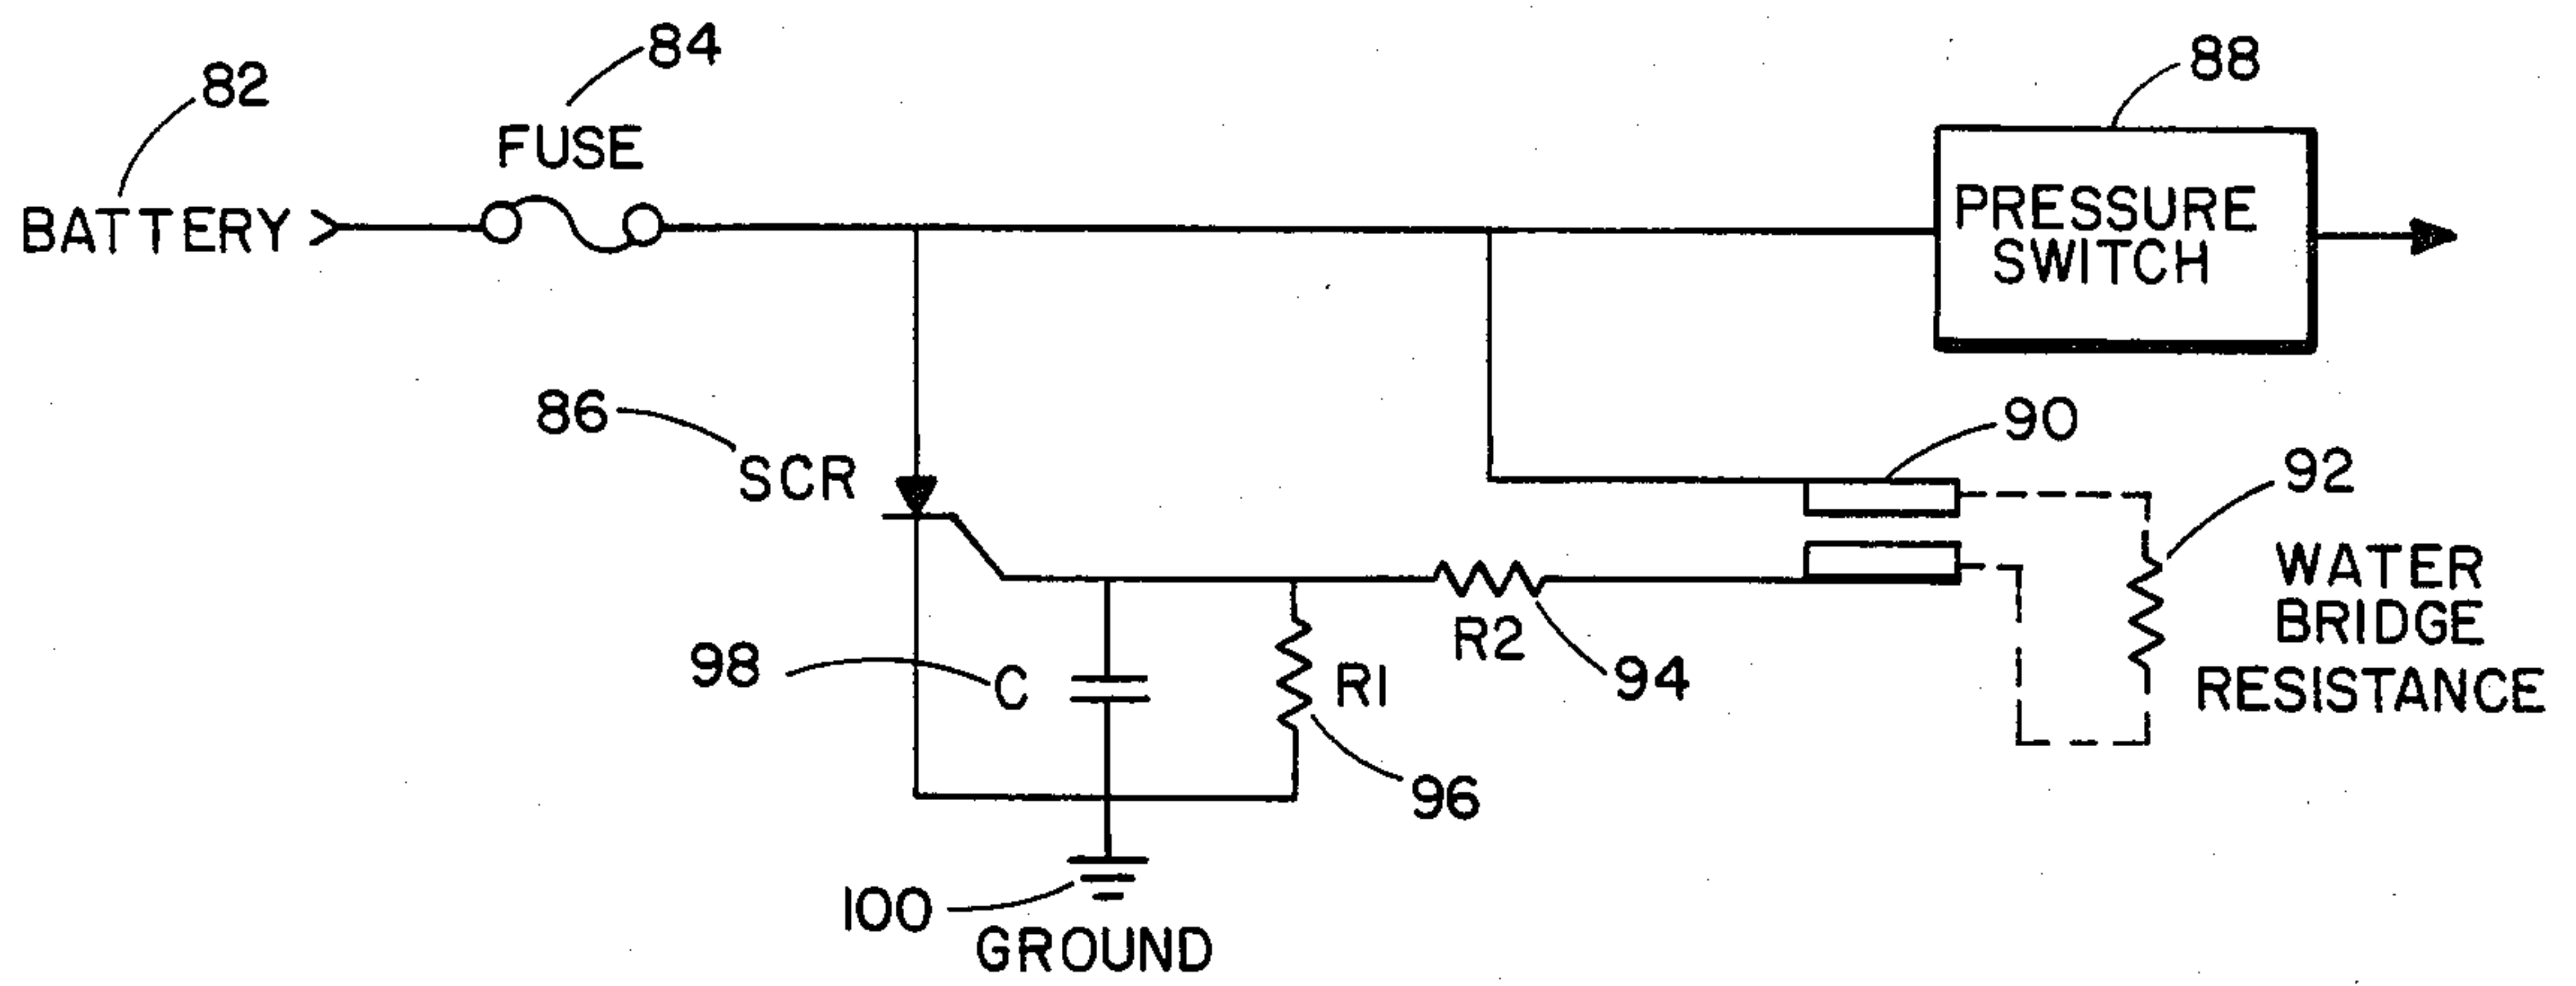 82
84
88
FUSE
BATTERY
PRESSURE
SWITCH
86
SCR
90
92
WATER
BRIDGE
RESISTANCE
R2
94
98
C
R1
96
100
GROUND